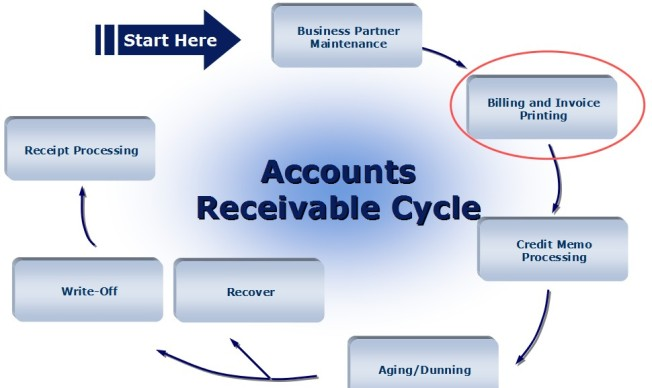 Start Here
Business Partner
Maintenance
Billing and Invoice
Printing
Receipt Processing
Accounts
Receivable Cycle
Credit Memo
Processing
Write-Off
Recover
Aging/Dunning